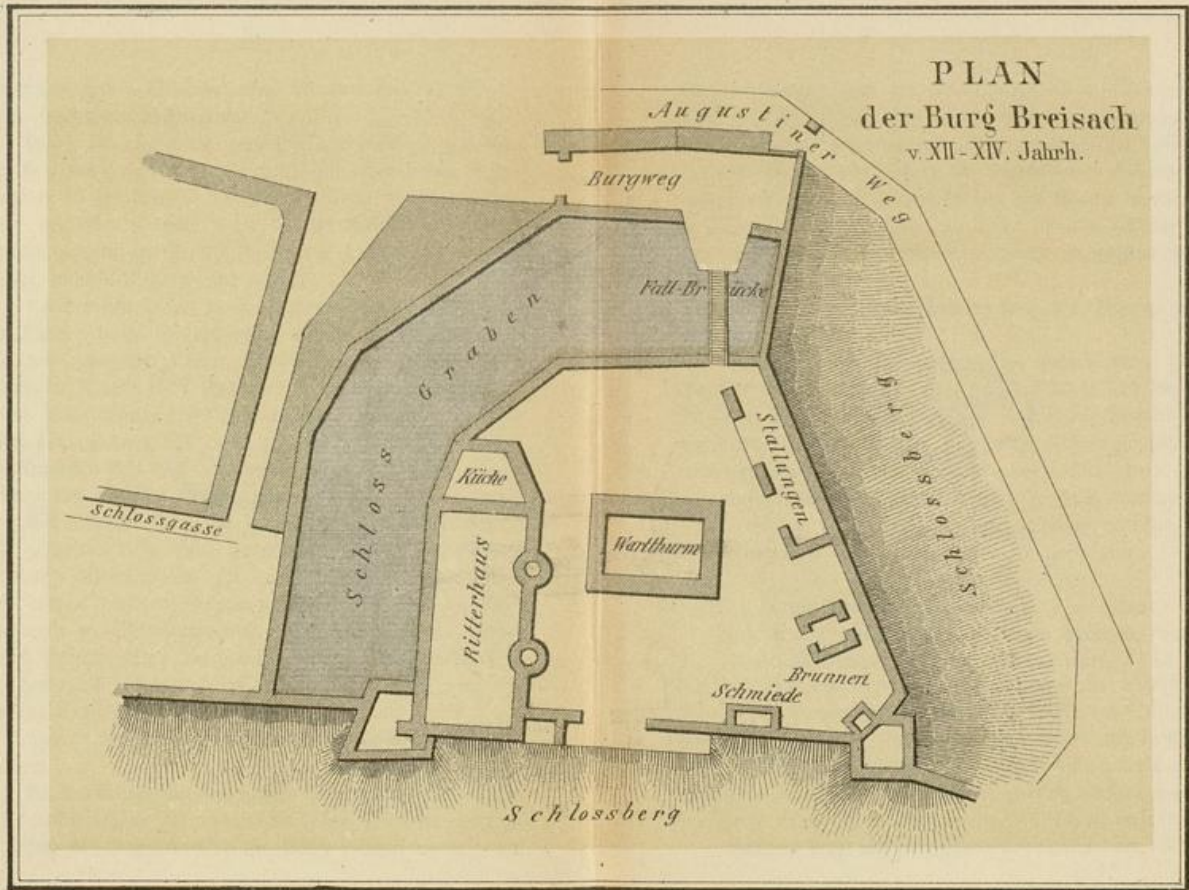 PLAN
der Burg Breisach
v. XII-XIV. Jahrh.
Augustiner Weg
Burgweg
Fall-Brücke
Schloss Graben
Stallungen
Schlossberg
Küche
Schlossgasse
Wartthurm
Ritterhaus
Brunnen
Schmiede
Schlossberg